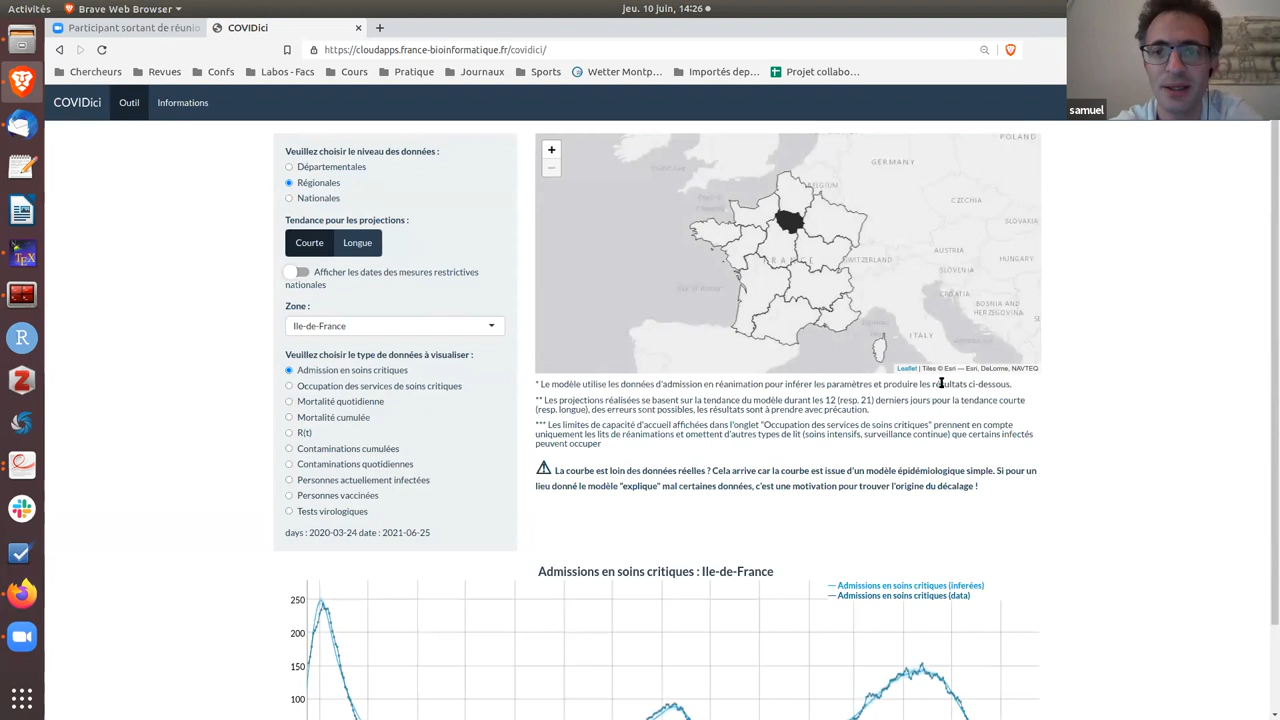 Activités Brave Web Browser jeu. 10 juin, 14:26
Participant sortant de réunio COVIDici
https://cloudapps.france-bioinformatique.fr/covidici/
Chercheurs Revues Confs Labos - Facs Cours Pratique Journaux Sports Wetter Montp... Importés dep... Projet collabo...
samuel
COVIDici Outil Informations
Veuillez choisir le niveau des données :
Départementales
Régionales
Nationales
Tendance pour les projections :
Courte Longue
Afficher les dates des mesures restrictives
nationales
Zone :
Ile-de-France
Veuillez choisir le type de données à visualiser :
Admission en soins critiques
Occupation des services de soins critiques
Mortalité quotidienne
Mortalité cumulée
R(t)
Contaminations cumulées
Contaminations quotidiennes
Personnes actuellement infectées
Personnes vaccinées
Tests virologiques
days : 2020-03-24 date : 2021-06-25
+
−
POLAND
GERMANY
BELGIUM
CZECHIA
SLOVAKIA
AUSTRIA
HUNGARY
FRANCE
SWITZERLAND
SLOVENIA
CROATIA
BOSNIA AND
HERZEGOVINA
ITALY
Leaflet | Tiles © Esri — Esri, DeLorme, NAVTEQ
* Le modèle utilise les données d'admission en réanimation pour inférer les paramètres et produire les résultats ci-dessous.
** Les projections réalisées se basent sur la tendance du modèle durant les 12 (resp. 21) derniers jours pour la tendance courte
(resp. longue), des erreurs sont possibles, les résultats sont à prendre avec précaution.
*** Les limites de capacité d'accueil affichées dans l'onglet "Occupation des services de soins critiques" prennent en compte
uniquement les lits de réanimations et omettent d'autres types de lit (soins intensifs, surveillance continue) que certains infectés
peuvent occuper
La courbe est loin des données réelles ? Cela arrive car la courbe est issue d'un modèle épidémiologique simple. Si pour un
lieu donné le modèle "explique" mal certaines données, c'est une motivation pour trouver l'origine du décalage !
Admissions en soins critiques : Ile-de-France
— Admissions en soins critiques (inferées)
— Admissions en soins critiques (data)
250
200
150
100